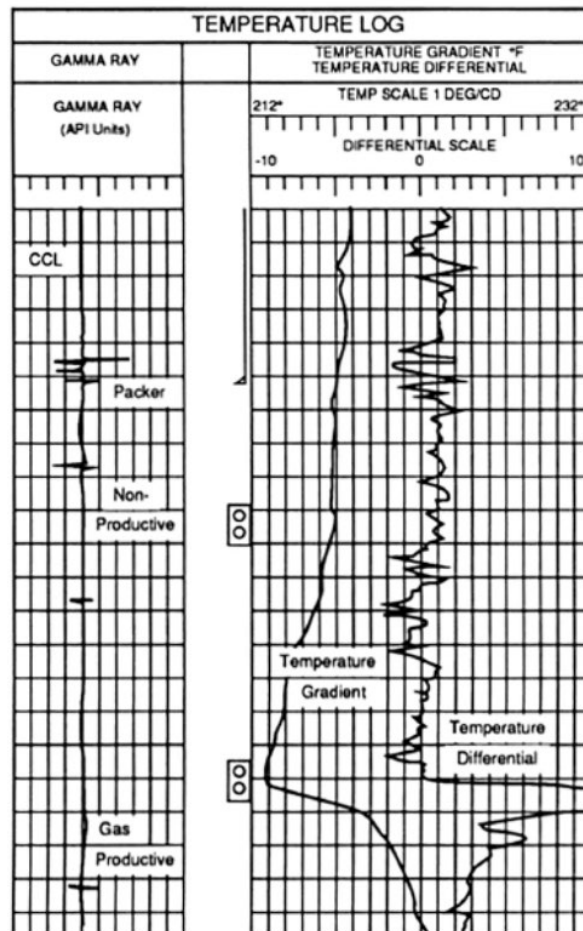 TEMPERATURE LOG
GAMMA RAY
TEMPERATURE GRADIENT °F
TEMPERATURE DIFFERENTIAL
GAMMA RAY
(API Units)
TEMP SCALE 1 DEG/CD
212°
232°
DIFFERENTIAL SCALE
-10
0
10
CCL
Packer
Non-
Productive
Temperature
Gradient
Temperature
Differential
Gas
Productive